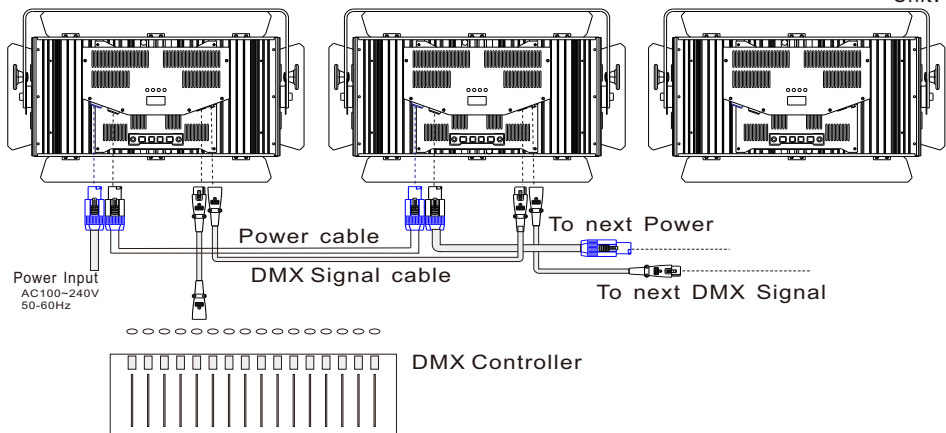 Unit.
To next Power
Power cable
DMX Signal cable
Power Input
AC100~240V
50-60Hz
To next DMX Signal
DMX Controller